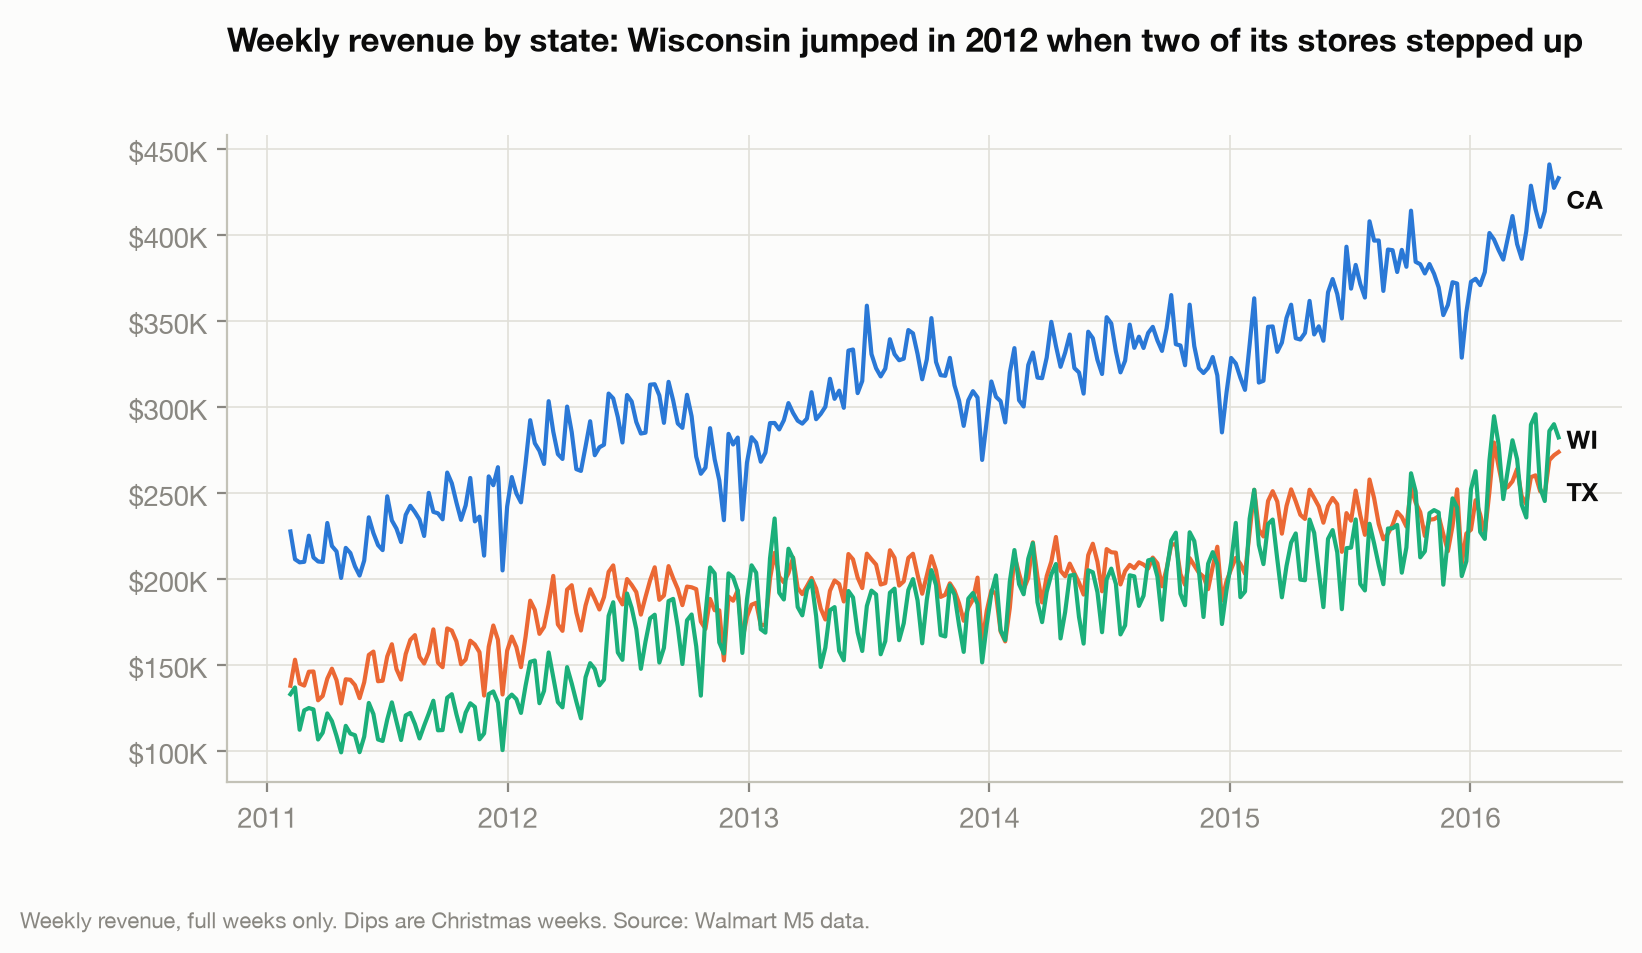 Weekly revenue by state: Wisconsin jumped in 2012 when two of its stores stepped up
$450K
$400K
$350K
$300K
$250K
$200K
$150K
$100K
CA
WI
TX
2011 2012 2013 2014 2015 2016
Weekly revenue, full weeks only. Dips are Christmas weeks. Source: Walmart M5 data.